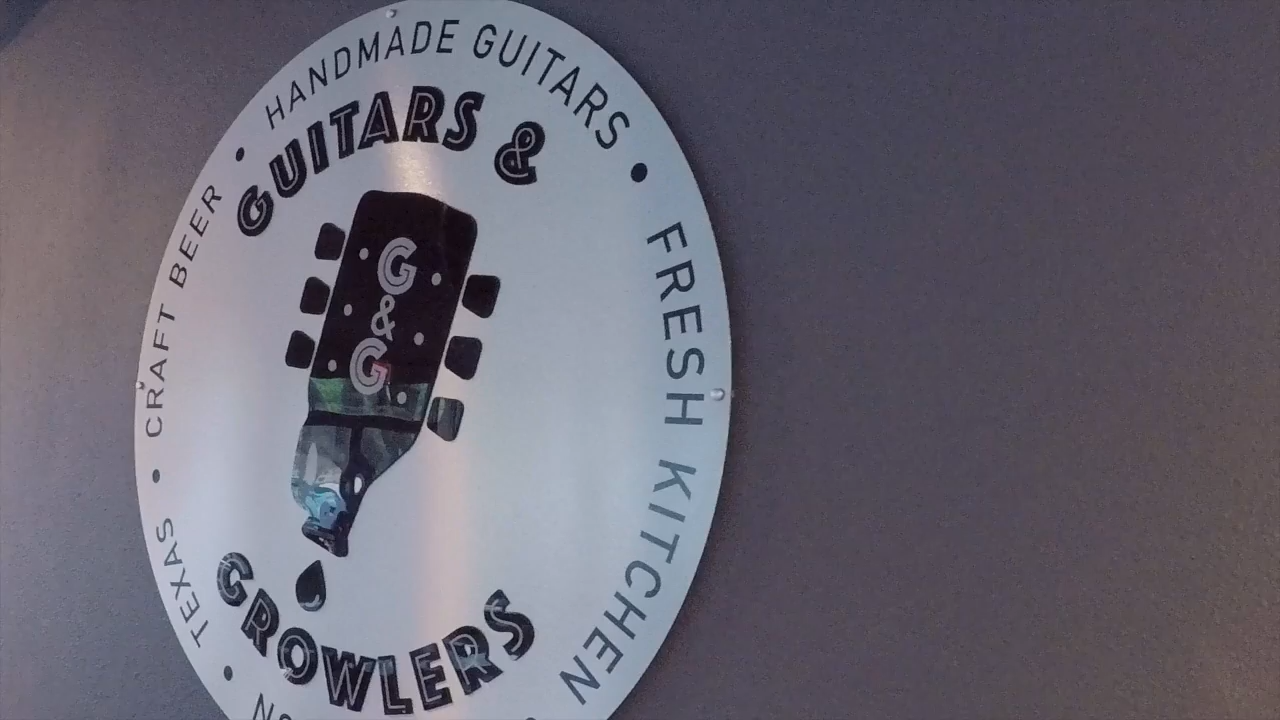 HANDMADE GUITARS • FRESH KITCHEN
GUITARS &
G
&
G
GROWLERS
TEXAS • CRAFT BEER •